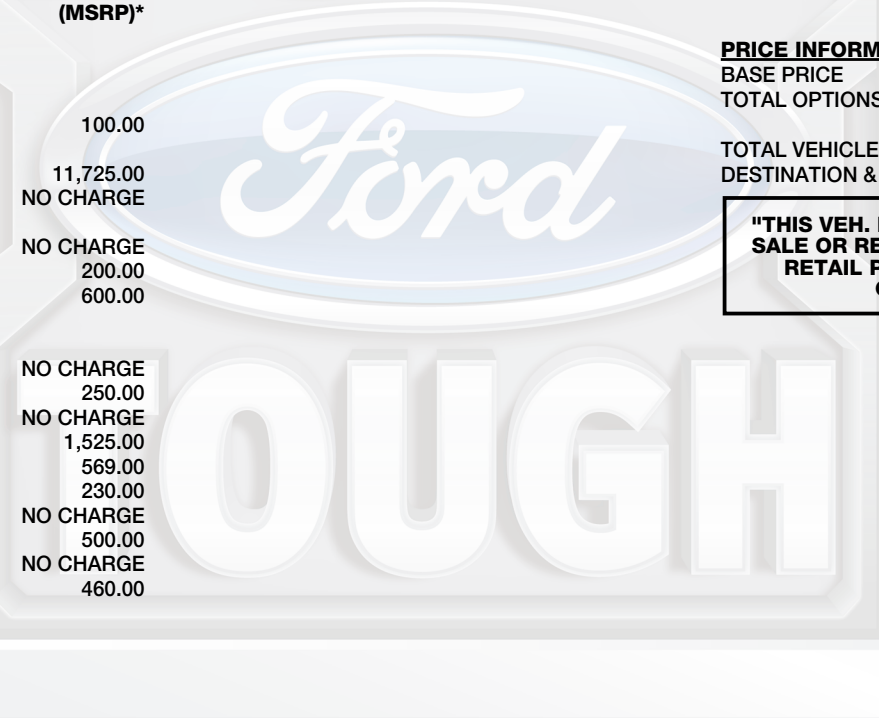 (MSRP)*
100.00
11,725.00
NO CHARGE
NO CHARGE
200.00
600.00
NO CHARGE
250.00
NO CHARGE
1,525.00
569.00
230.00
NO CHARGE
500.00
NO CHARGE
460.00
PRICE INFORM
BASE PRICE
TOTAL OPTIONS
TOTAL VEHICLE
DESTINATION &
"THIS VEH.
SALE OR RE
RETAIL P
Ford
TOUGH